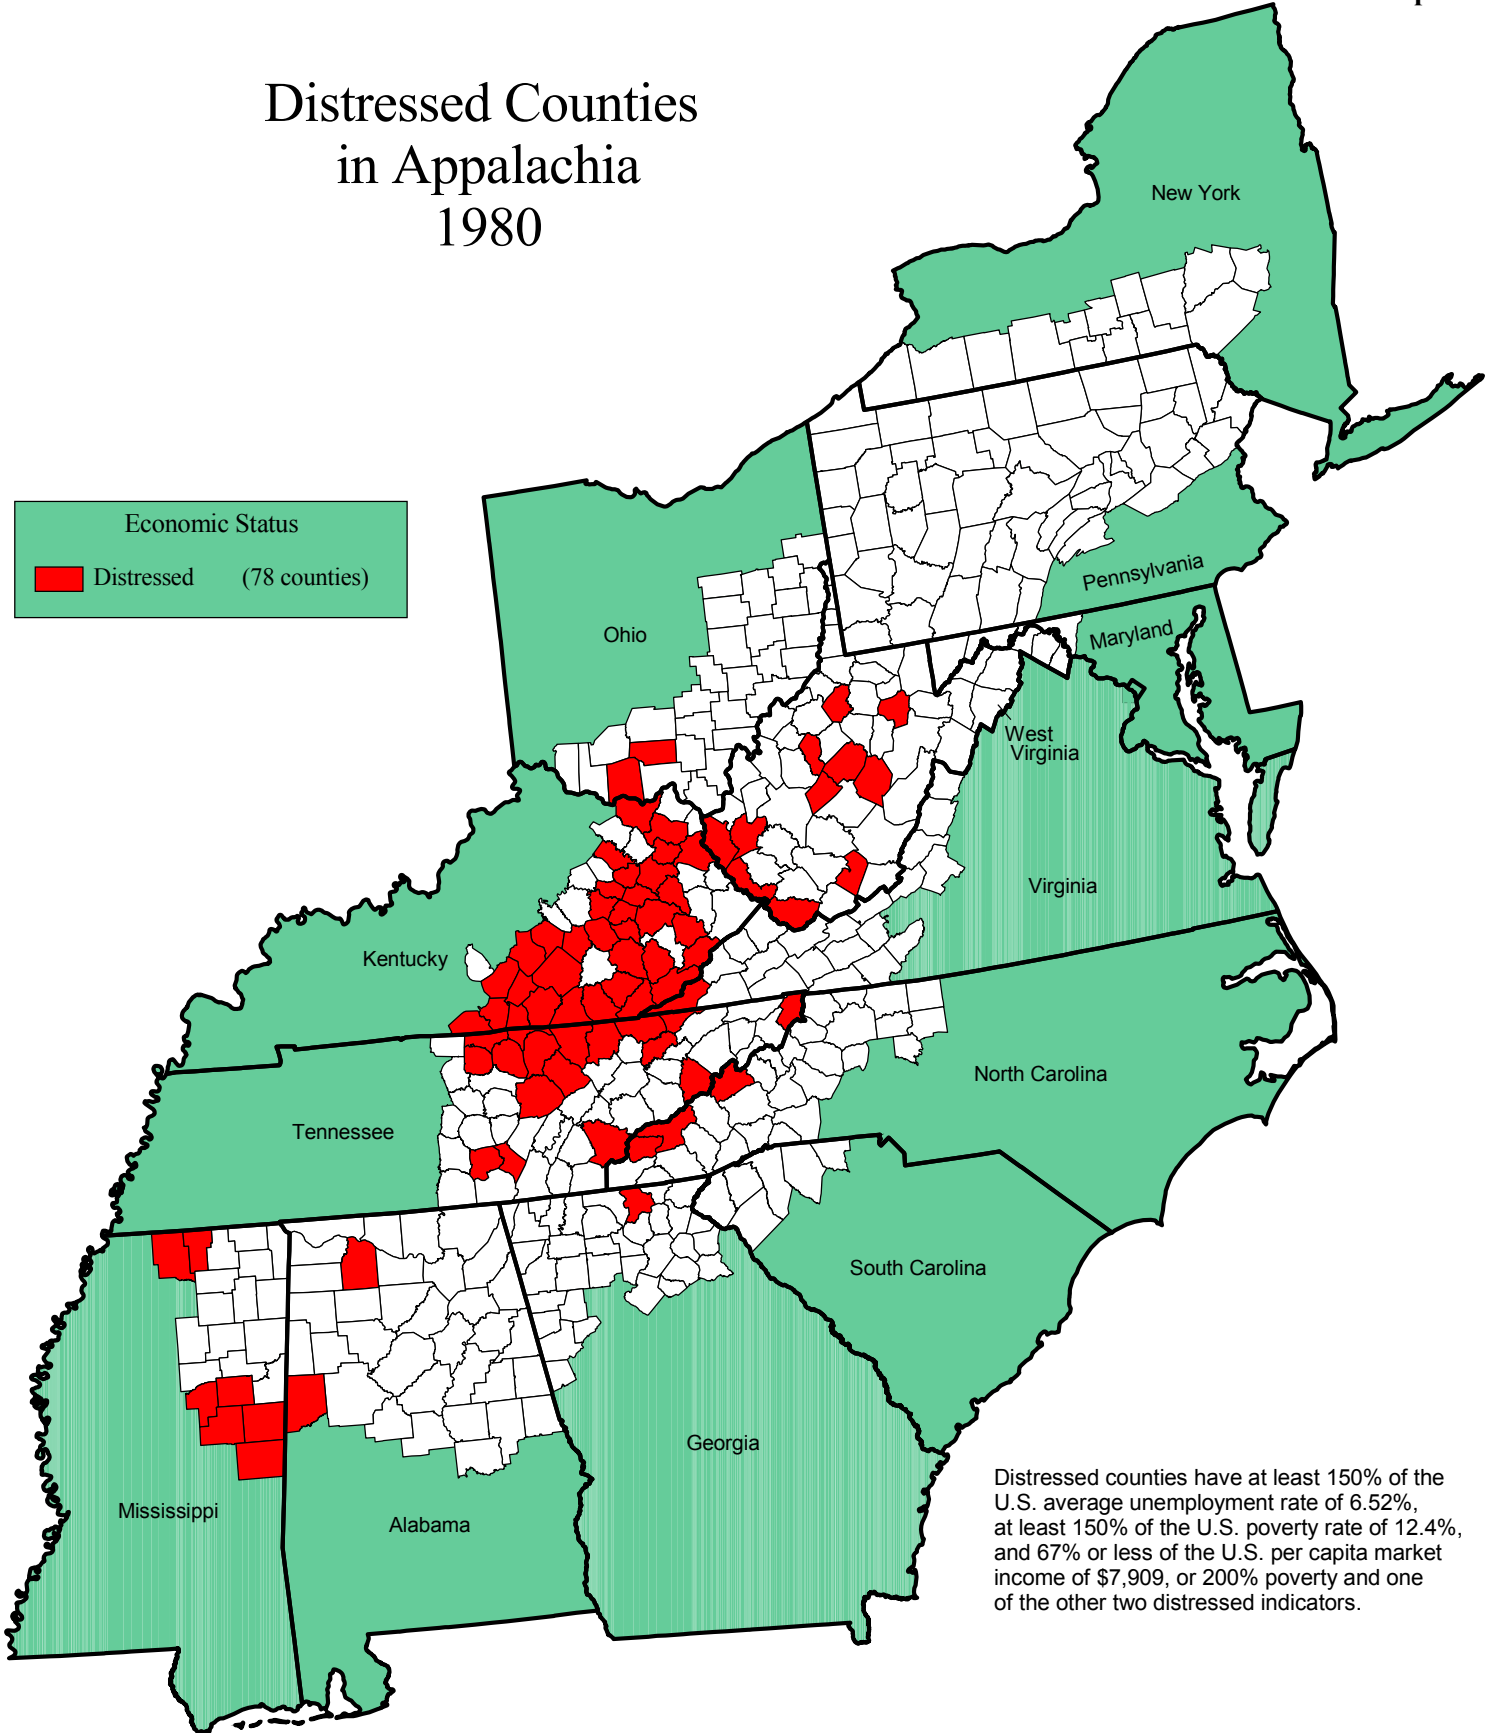 Distressed Counties
in Appalachia
1980
New York
Economic Status
Distressed (78 counties)
Pennsylvania
Ohio
Maryland
West
Virginia
Virginia
Kentucky
North Carolina
Tennessee
South Carolina
Georgia
Mississippi
Alabama
Distressed counties have at least 150% of the
U.S. average unemployment rate of 6.52%,
at least 150% of the U.S. poverty rate of 12.4%,
and 67% or less of the U.S. per capita market
income of $7,909, or 200% poverty and one
of the other two distressed indicators.